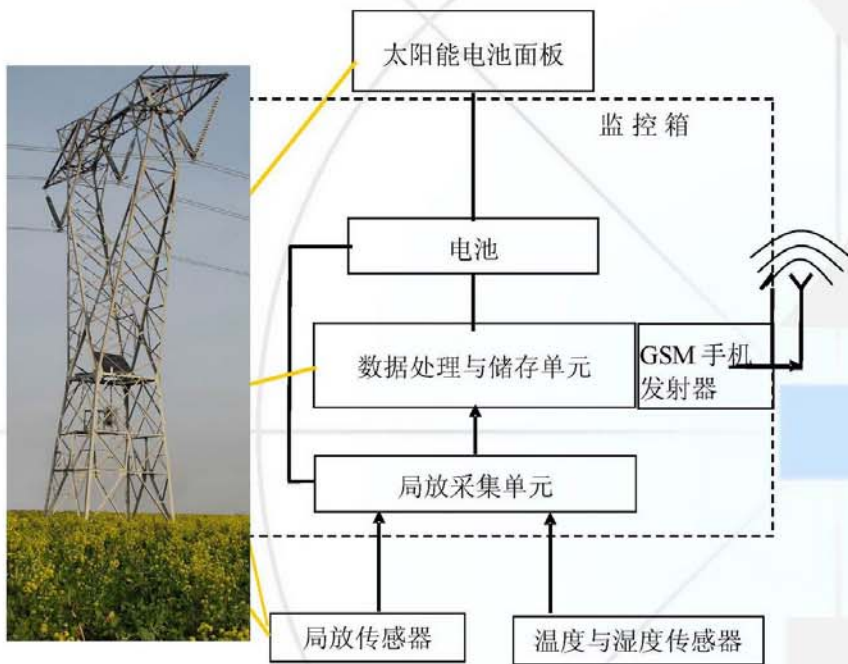 太阳能电池面板
监控箱
电池
数据处理与储存单元
GSM 手机
发射器
局放采集单元
局放传感器
温度与湿度传感器